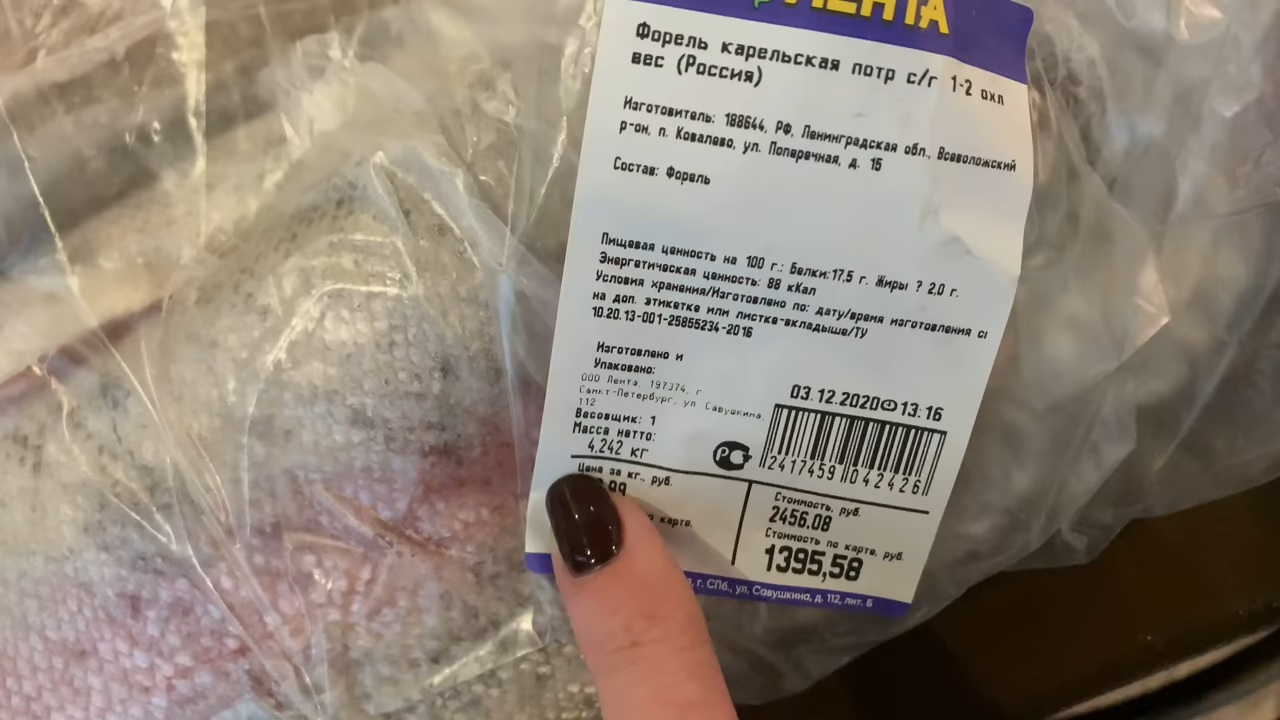 ЛЕНТА
Форель карельская потр с/г 1-2 охл
вес (Россия)
Изготовитель: 188644, РФ, Ленинградская обл., Всеволожский
р-он, п. Ковалево, ул. Поперечная, д. 15
Состав: Форель
Пищевая ценность на 100 г.: Белки:17,5 г. Жиры ? 2,0 г.
Энергетическая ценность: 88 кКал
Условия хранения/Изготовлено по: дату/время изготовления с
на доп. этикетке или листке-вкладыше/ТУ
10.20.13-001-25855234-2016
Изготовлено и
Упаковано:
ООО Лента, 197374, г
Санкт-Петербург, ул Савушкина,
112
Весовщик: 1
Масса нетто:
4,242 кг
03.12.2020 13:16
РС
2417459 042426
Цена за кг., руб.
99
карте,
Стоимость, руб.
2456.08
Стоимость по карте, руб.
1395,58
г. СПб., ул. Савушкина, д. 112, лит. Б